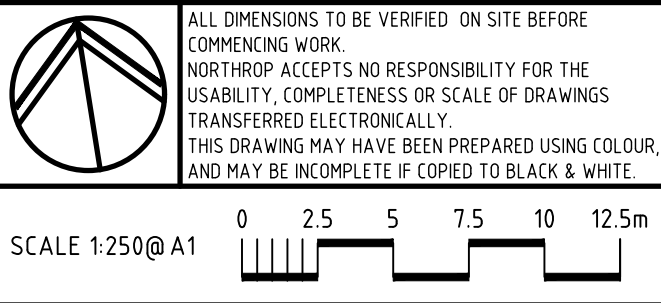 ALL DIMENSIONS TO BE VERIFIED ON SITE BEFORE
COMMENCING WORK.
NORTHROP ACCEPTS NO RESPONSIBILITY FOR THE
USABILITY, COMPLETENESS OR SCALE OF DRAWINGS
TRANSFERRED ELECTRONICALLY.
THIS DRAWING MAY HAVE BEEN PREPARED USING COLOUR,
AND MAY BE INCOMPLETE IF COPIED TO BLACK & WHITE.
0 2.5 5 7.5 10 12.5m
SCALE 1:250@ A1